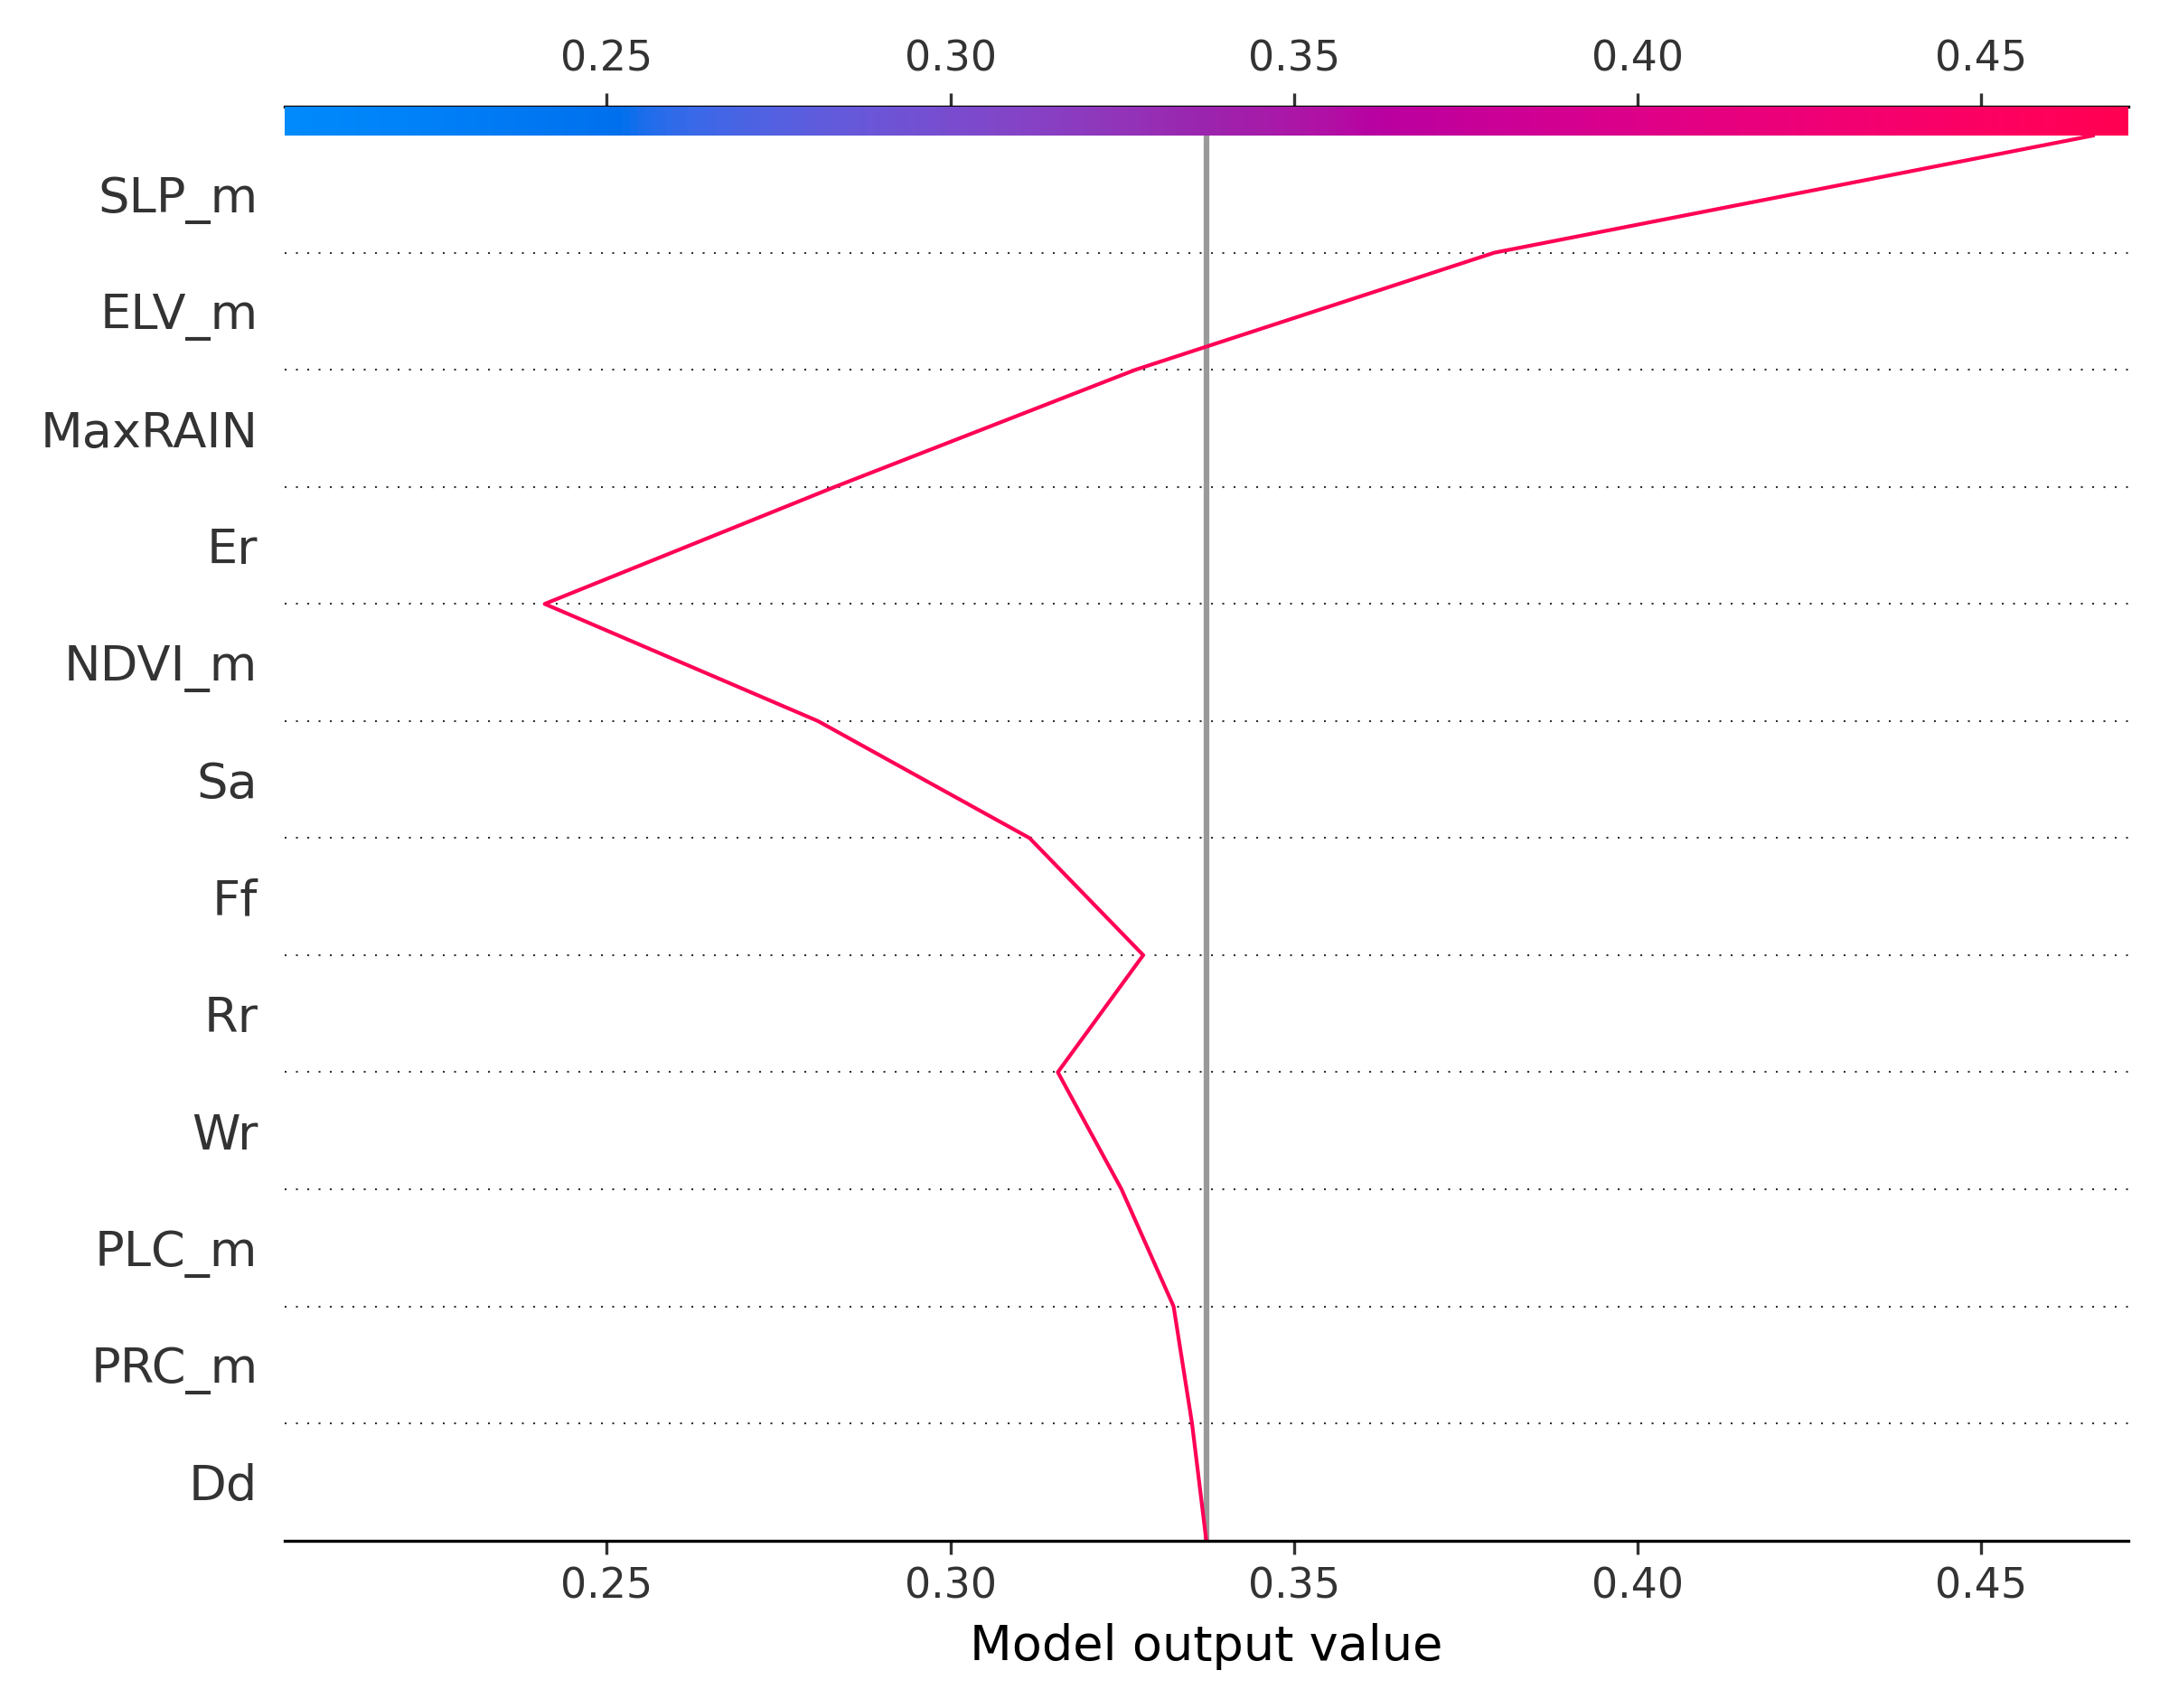 0.25 0.30 0.35 0.40 0.45
SLP_m
ELV_m
MaxRAIN
Er
NDVI_m
Sa
Ff
Rr
Wr
PLC_m
PRC_m
Dd
0.25 0.30 0.35 0.40 0.45
Model output value